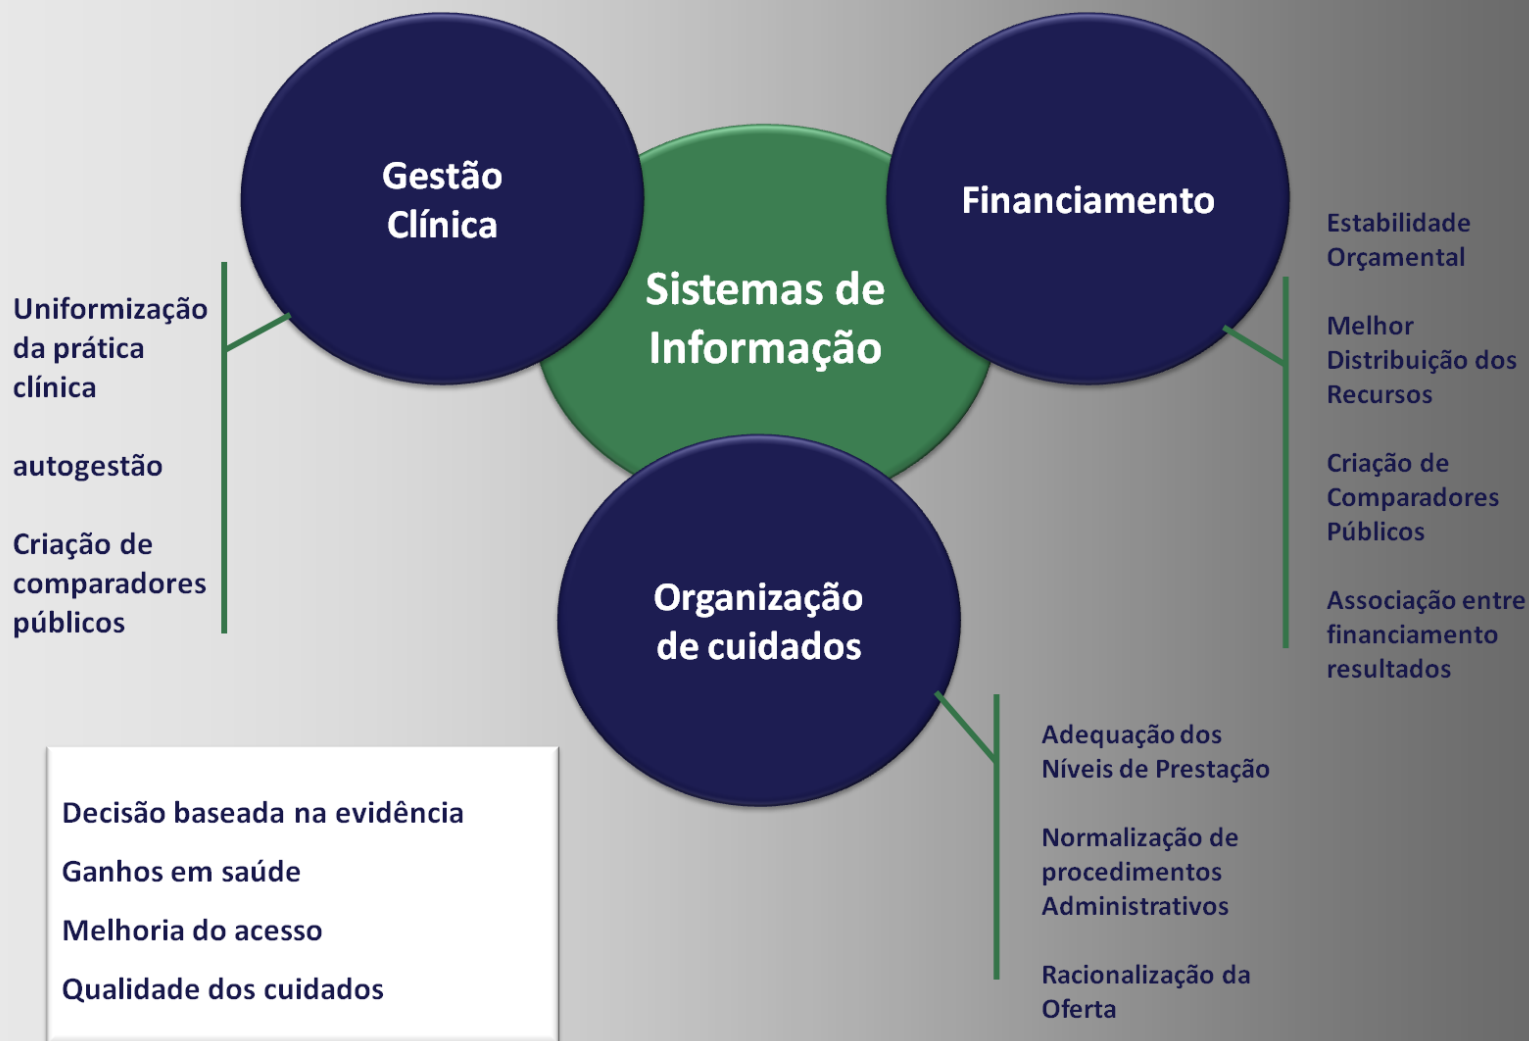 Gestão
Clínica
Financiamento
Sistemas de
Informação
Organização
de cuidados
Uniformização
da prática
clínica
autogestão
Criação de
comparadores
públicos
Estabilidade
Orçamental
Melhor
Distribuição dos
Recursos
Criação de
Comparadores
Públicos
Associação entre
financiamento
resultados
Adequação dos
Níveis de Prestação
Normalização de
procedimentos
Administrativos
Racionalização da
Oferta
Decisão baseada na evidência
Ganhos em saúde
Melhoria do acesso
Qualidade dos cuidados